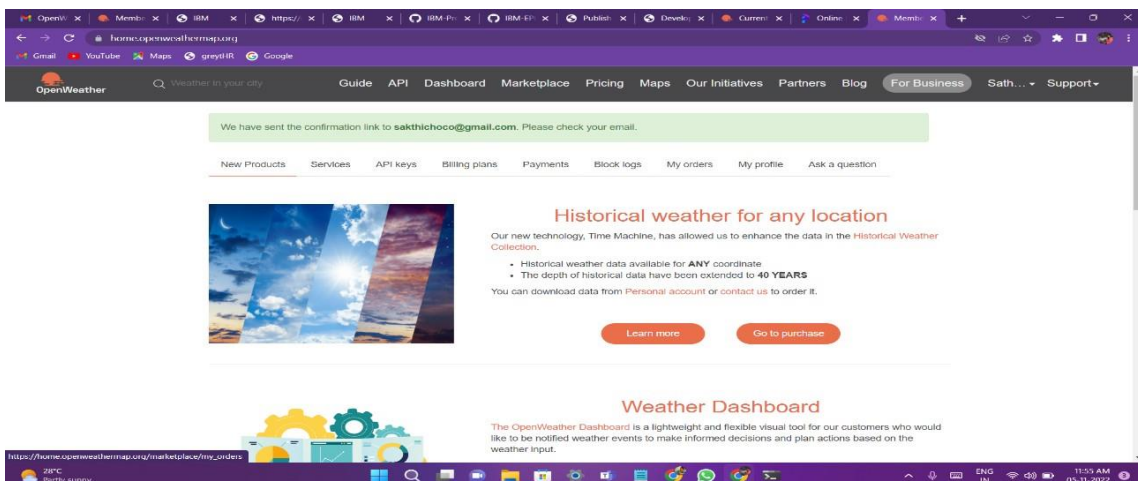 OpenW
Membe
IBM
https://
IBM
IBM-Pr
IBM-EP
Publish
Develop
Current
Online
Membe
home.openweathermap.org
Gmail YouTube Maps greytHR Google
OpenWeather
Weather in your city
Guide API Dashboard Marketplace Pricing Maps Our Initiatives Partners Blog For Business Sath... Support
We have sent the confirmation link to sakthichoco@gmail.com. Please check your email.
New Products Services API keys Billing plans Payments Block logs My orders My profile Ask a question
Historical weather for any location
Our new technology, Time Machine, has allowed us to enhance the data in the Historical Weather
Collection.
• Historical weather data available for ANY coordinate
• The depth of historical data have been extended to 40 YEARS
You can download data from Personal account or contact us to order it.
Learn more Go to purchase
Weather Dashboard
The OpenWeather Dashboard is a lightweight and flexible visual tool for our customers who would
like to be notified weather events to make informed decisions and plan actions based on the
weather input.
https://home.openweathermap.org/marketplace/my_orders
28°C
Partly sunny
ENG
IN
11:55 AM
05-11-2022